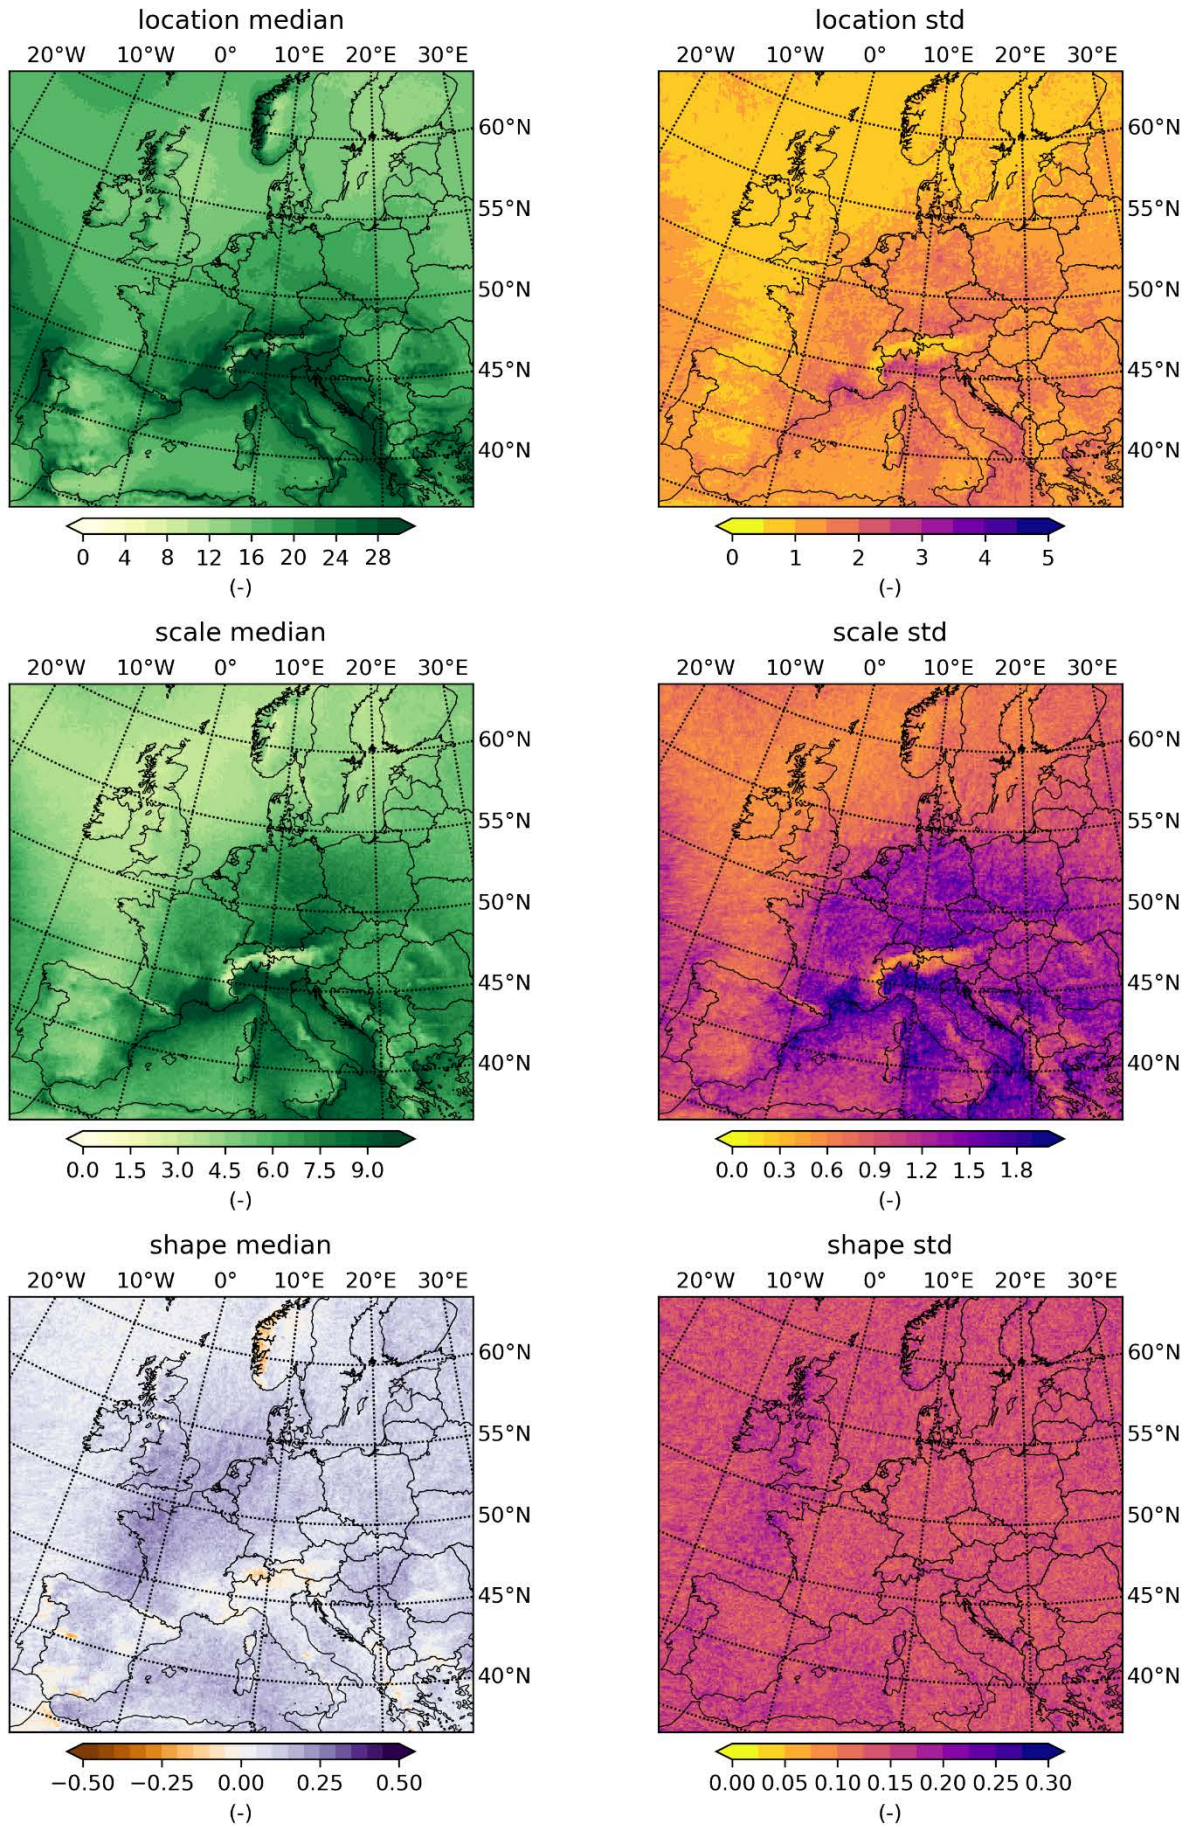 location median
location std
20°W 10°W 0° 10°E 20°E 30°E
20°W 10°W 0° 10°E 20°E 30°E
60°N
60°N
55°N
55°N
50°N
50°N
45°N
45°N
40°N
40°N
0 4 8 12 16 20 24 28
0 1 2 3 4 5
(-)
(-)
scale median
scale std
20°W 10°W 0° 10°E 20°E 30°E
20°W 10°W 0° 10°E 20°E 30°E
60°N
60°N
55°N
55°N
50°N
50°N
45°N
45°N
40°N
40°N
0.0 1.5 3.0 4.5 6.0 7.5 9.0
0.0 0.3 0.6 0.9 1.2 1.5 1.8
(-)
(-)
shape median
shape std
20°W 10°W 0° 10°E 20°E 30°E
20°W 10°W 0° 10°E 20°E 30°E
60°N
60°N
55°N
55°N
50°N
50°N
45°N
45°N
40°N
40°N
−0.50 −0.25 0.00 0.25 0.50
0.00 0.05 0.10 0.15 0.20 0.25 0.30
(-)
(-)